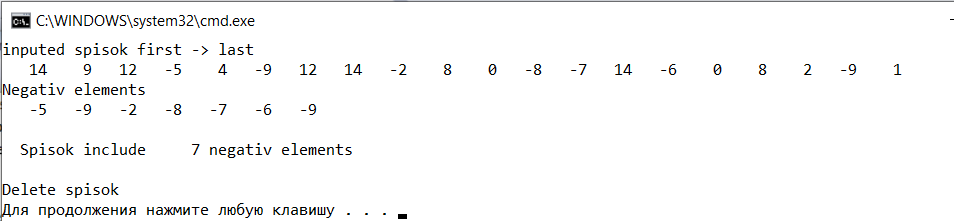 C:\WINDOWS\system32\cmd.exe
inputed spisok first -> last
14 9 12 -5 4 -9 12 14 -2 8 0 -8 -7 14 -6 0 8 2 -9 1
Negativ elements
-5 -9 -2 -8 -7 -6 -9
Spisok include 7 negativ elements
Delete spisok
Для продолжения нажмите любую клавишу . . .